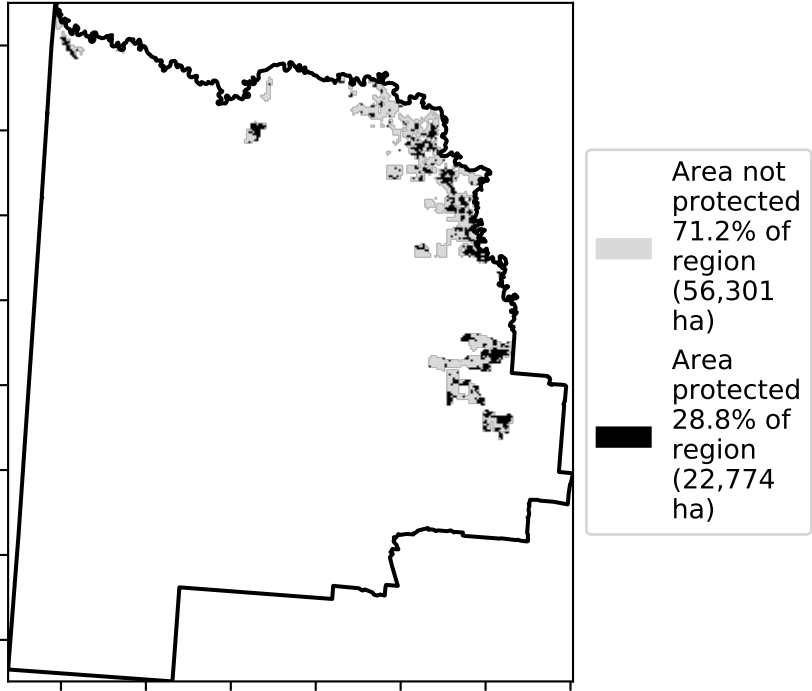 Area not
protected
71.2% of
region
(56,301
ha)
Area
protected
28.8% of
region
(22,774
ha)